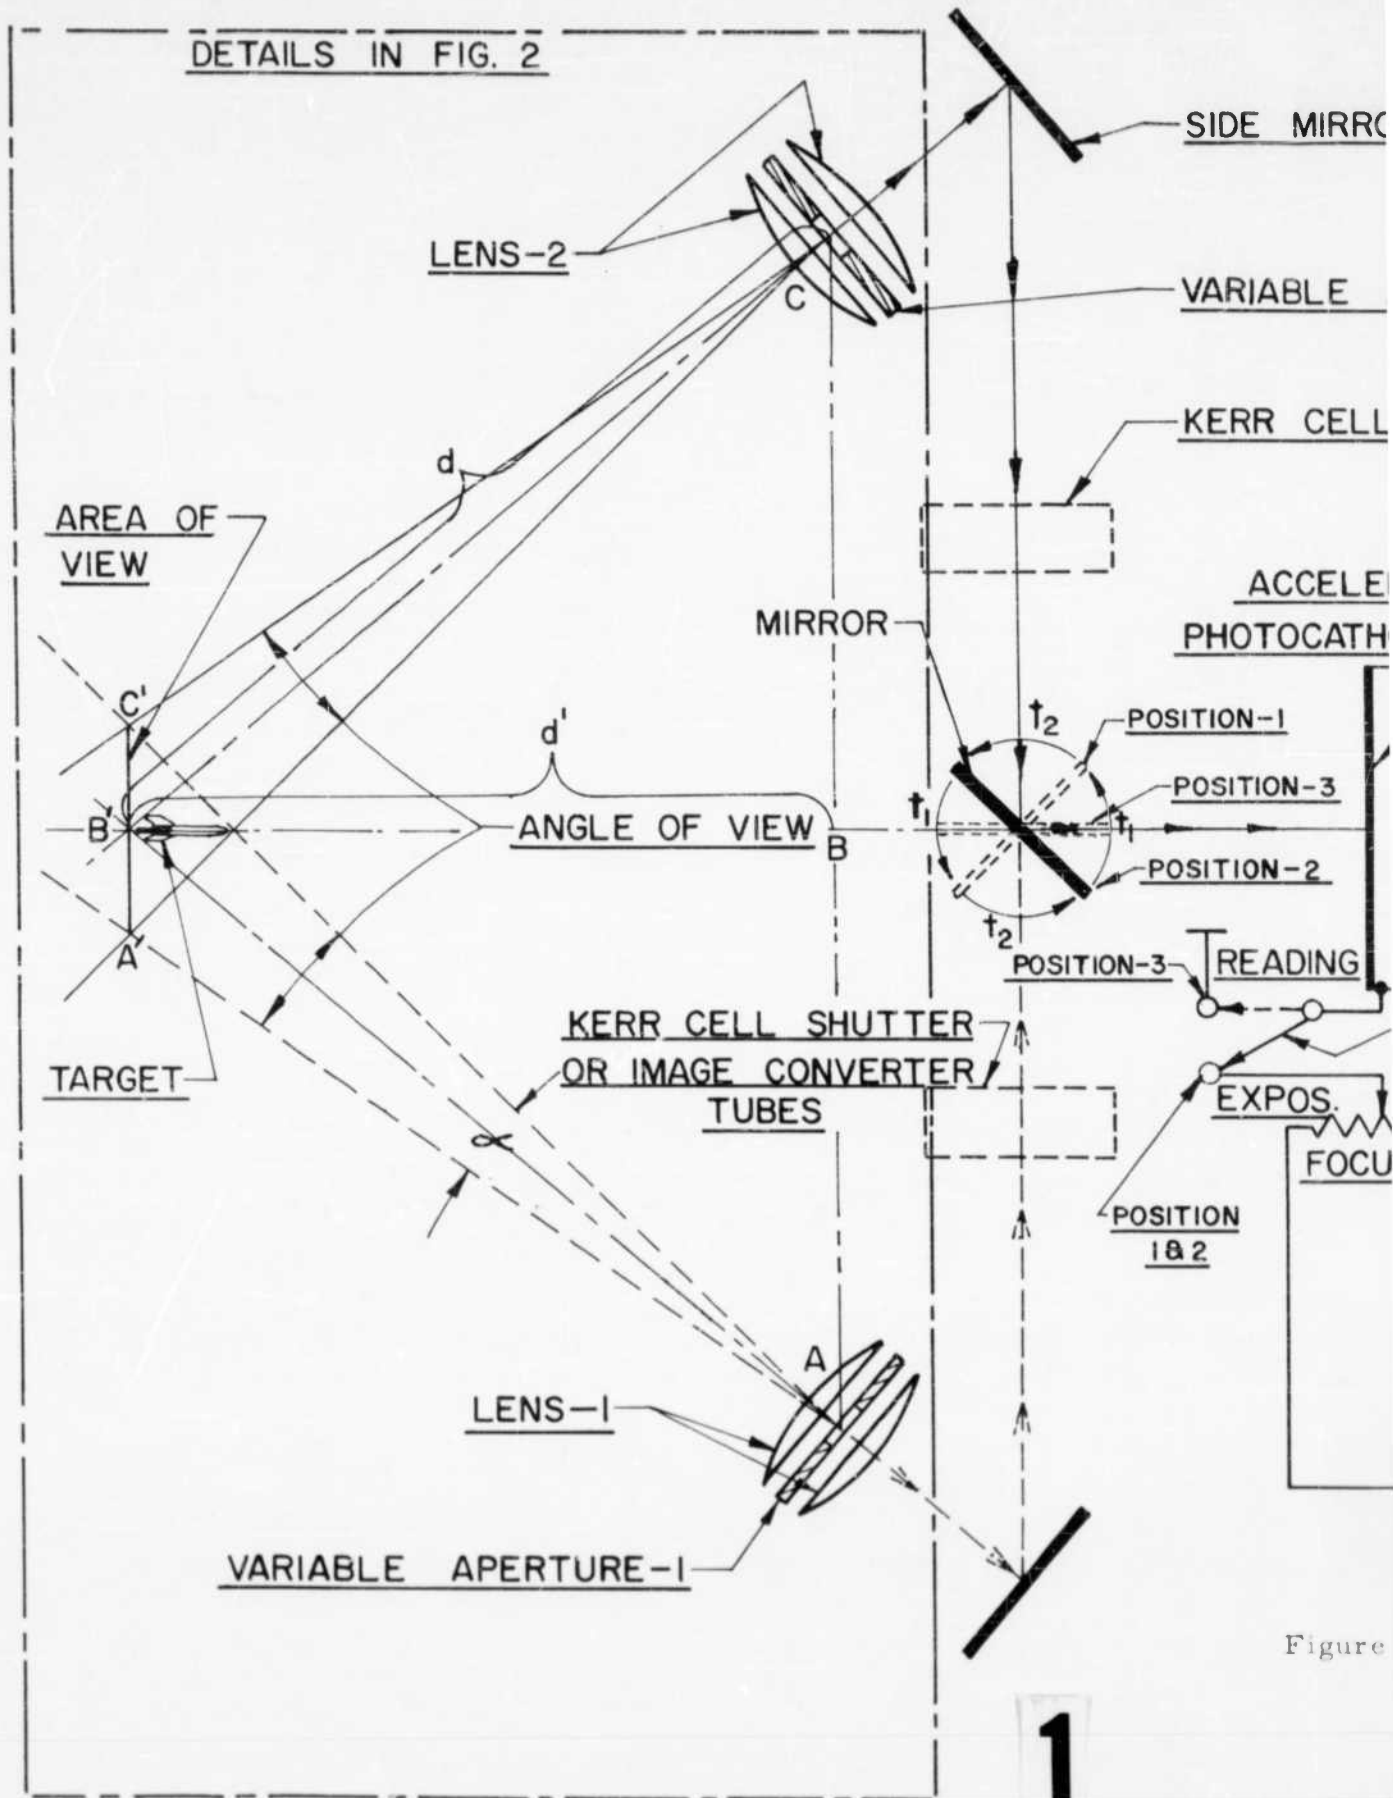 DETAILS IN FIG. 2
SIDE MIRRO
LENS-2
C
VARIABLE
KERR CELL
d
AREA OF
VIEW
ACCELE
MIRROR
PHOTOCATH
C'
t2
POSITION-1
d'
t
POSITION-3
B'
ANGLE OF VIEW
B
t1
POSITION-2
A'
t2
POSITION-3
READING
KERR CELL SHUTTER
OR IMAGE CONVERTER
TUBES
TARGET
EXPOS.
FOCU
α
POSITION
1&2
A
LENS-1
VARIABLE APERTURE-1
Figure
1